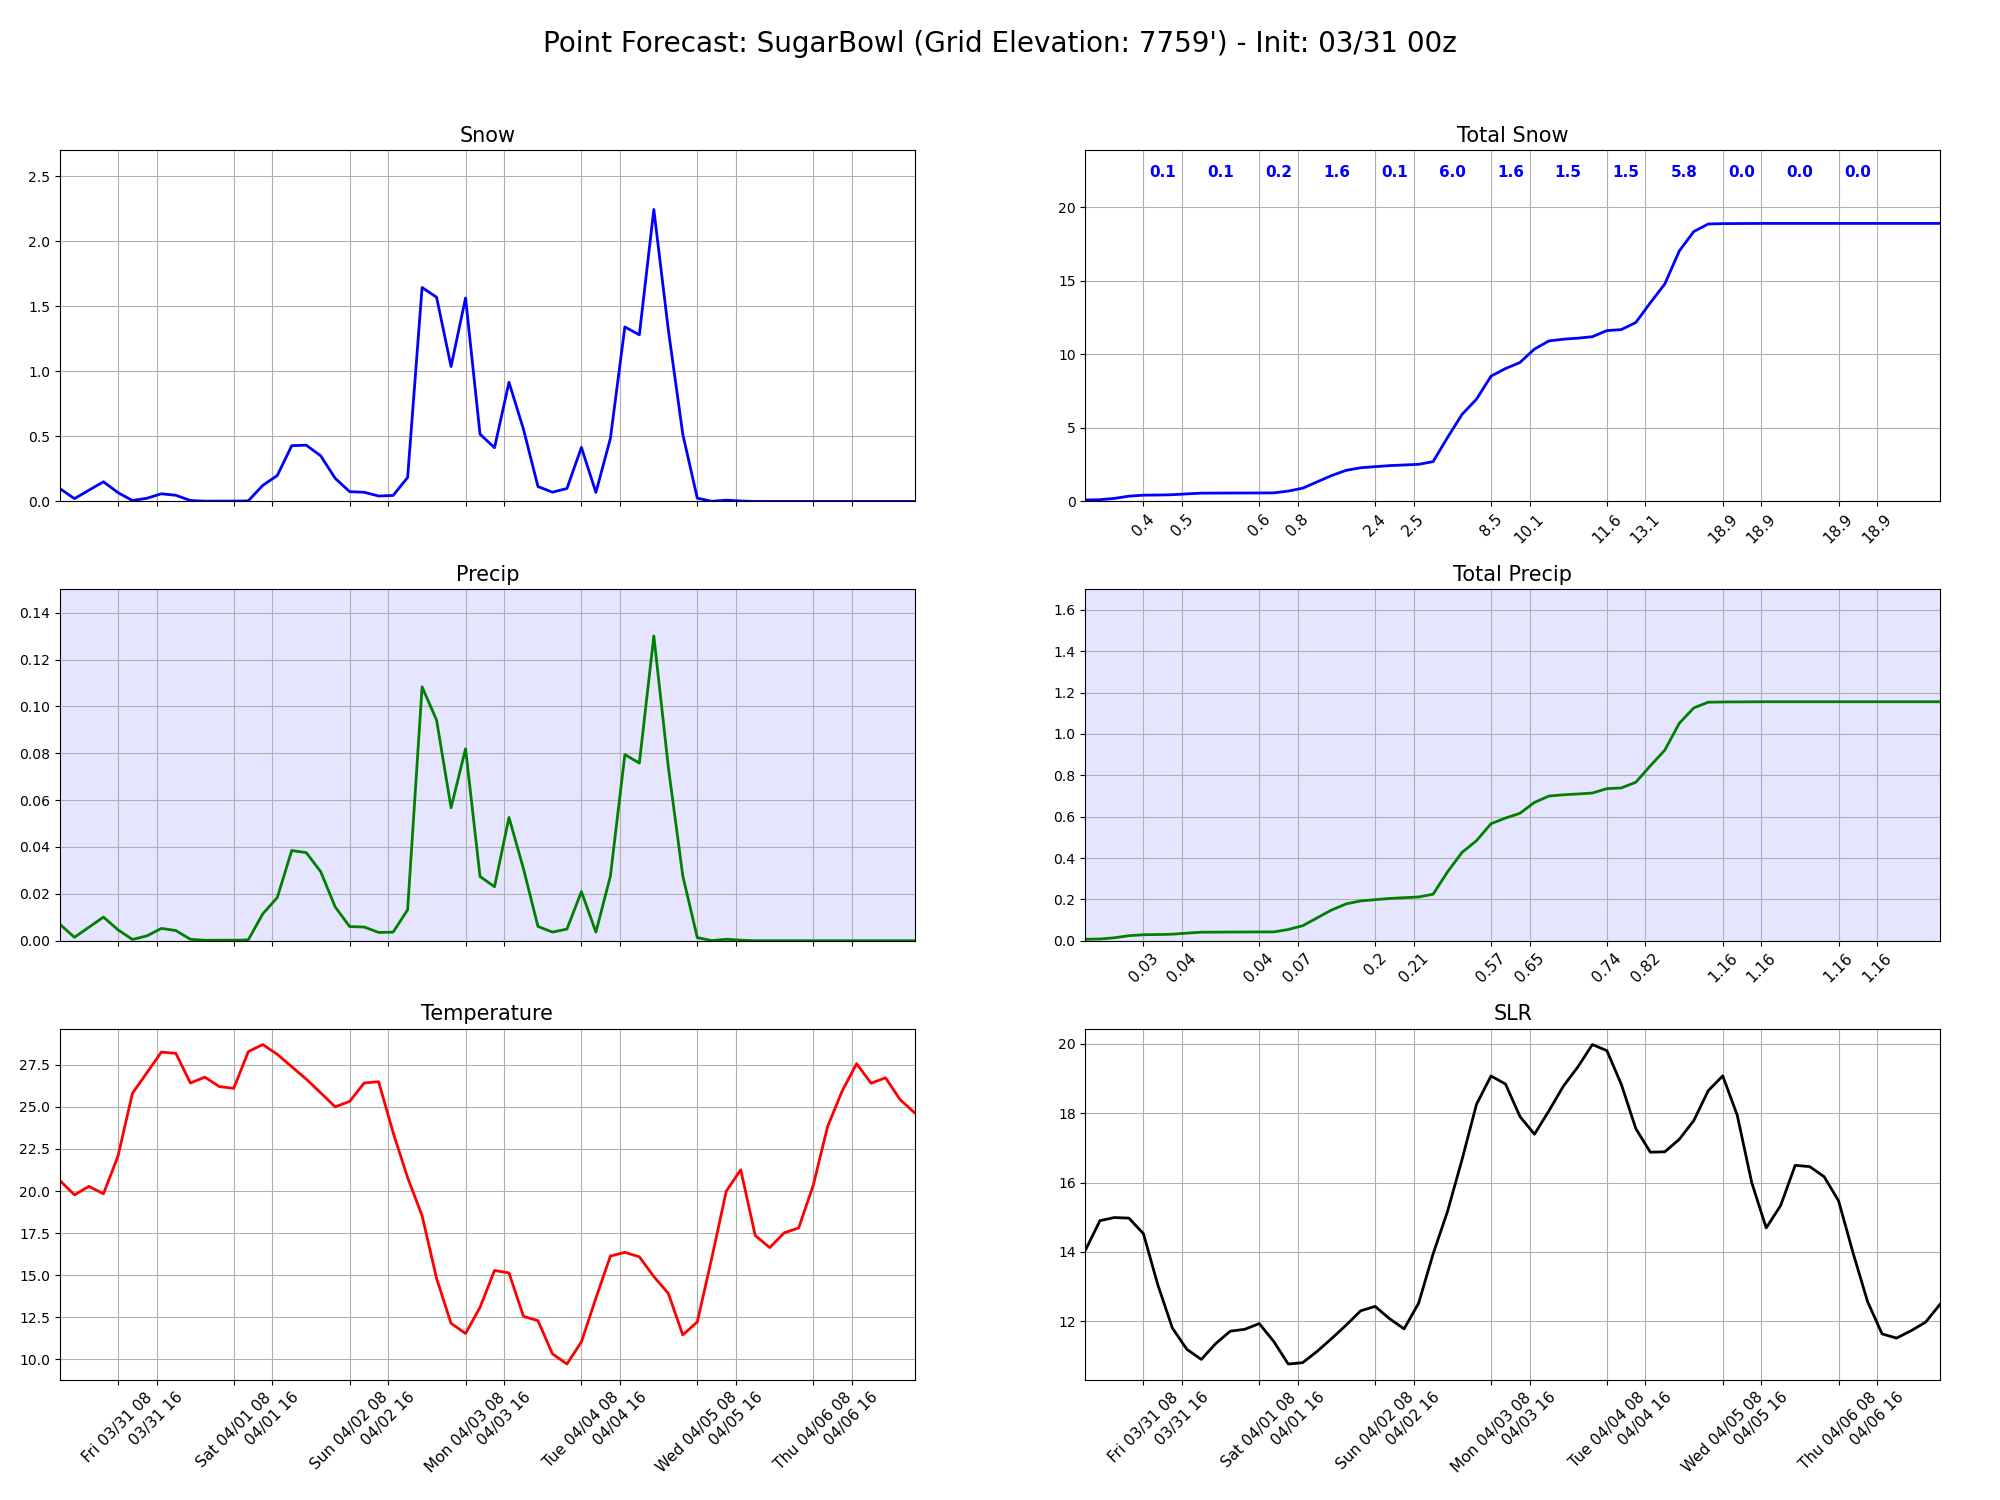 Point Forecast: SugarBowl (Grid Elevation: 7759') - Init: 03/31 00z
Snow
2.5
2.0
1.5
1.0
0.5
0.0
Total Snow
0.1 0.1 0.2 1.6 0.1 6.0 1.6 1.5 1.5 5.8 0.0 0.0 0.0
20
15
10
5
0
0.4 0.5 0.6 0.8 2.4 2.5 8.5 10.1 11.6 13.1 18.9 18.9 18.9 18.9
Precip
0.14
0.12
0.10
0.08
0.06
0.04
0.02
0.00
Total Precip
1.6
1.4
1.2
1.0
0.8
0.6
0.4
0.2
0.0
0.03 0.04 0.04 0.07 0.2 0.21 0.57 0.65 0.74 0.82 1.16 1.16 1.16 1.16
Temperature
27.5
25.0
22.5
20.0
17.5
15.0
12.5
10.0
Fri 03/31 08
03/31 16
Sat 04/01 08
04/01 16
Sun 04/02 08
04/02 16
Mon 04/03 08
04/03 16
Tue 04/04 08
04/04 16
Wed 04/05 08
04/05 16
Thu 04/06 08
04/06 16
SLR
20
18
16
14
12
Fri 03/31 08
03/31 16
Sat 04/01 08
04/01 16
Sun 04/02 08
04/02 16
Mon 04/03 08
04/03 16
Tue 04/04 08
04/04 16
Wed 04/05 08
04/05 16
Thu 04/06 08
04/06 16